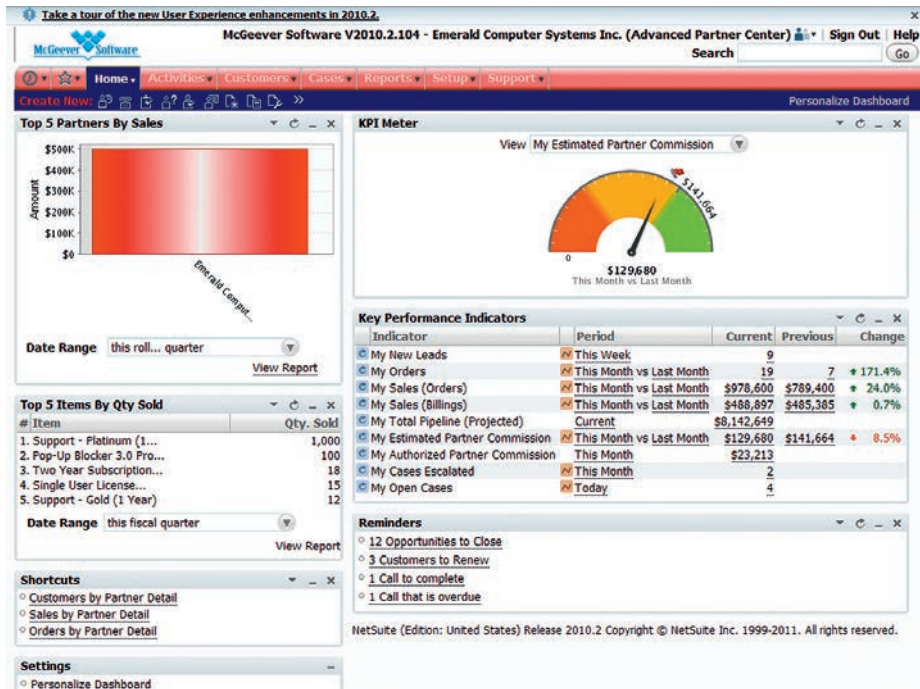 Take a tour of the new User Experience enhancements in 2010.2.
McGeever Software
McGeever Software V2010.2.104 - Emerald Computer Systems Inc. (Advanced Partner Center) Sign Out Help
Search Go
Home Activities Customers Cases Reports Setup Support
Create New: Personalize Dashboard
Top 5 Partners By Sales
$500K
$400K
$300K
$200K
$100K
$0
Amount
Emerald Comput...
Date Range this roll... quarter
View Report
Top 5 Items By Qty Sold
# Item Qty. Sold
1. Support - Platinum (1... 1,000
2. Pop-Up Blocker 3.0 Pro... 100
3. Two Year Subscription... 18
4. Single User License... 15
5. Support - Gold (1 Year) 12
Date Range this fiscal quarter
View Report
Shortcuts
Customers by Partner Detail
Sales by Partner Detail
Orders by Partner Detail
Settings
Personalize Dashboard
KPI Meter
View My Estimated Partner Commission
$141,664
0
$129,680
This Month vs Last Month
Key Performance Indicators
Indicator Period Current Previous Change
My New Leads This Week 9
My Orders This Month vs Last Month 19 7 171.4%
My Sales (Orders) This Month vs Last Month $978,600 $789,400 24.0%
My Sales (Billings) This Month vs Last Month $488,897 $485,385 0.7%
My Total Pipeline (Projected) Current $8,142,649
My Estimated Partner Commission This Month vs Last Month $129,680 $141,664 8.5%
My Authorized Partner Commission This Month $23,213
My Cases Escalated This Month 2
My Open Cases Today 4
Reminders
12 Opportunities to Close
3 Customers to Renew
1 Call to complete
1 Call that is overdue
NetSuite (Edition: United States) Release 2010.2 Copyright © NetSuite Inc. 1999-2011. All rights reserved.